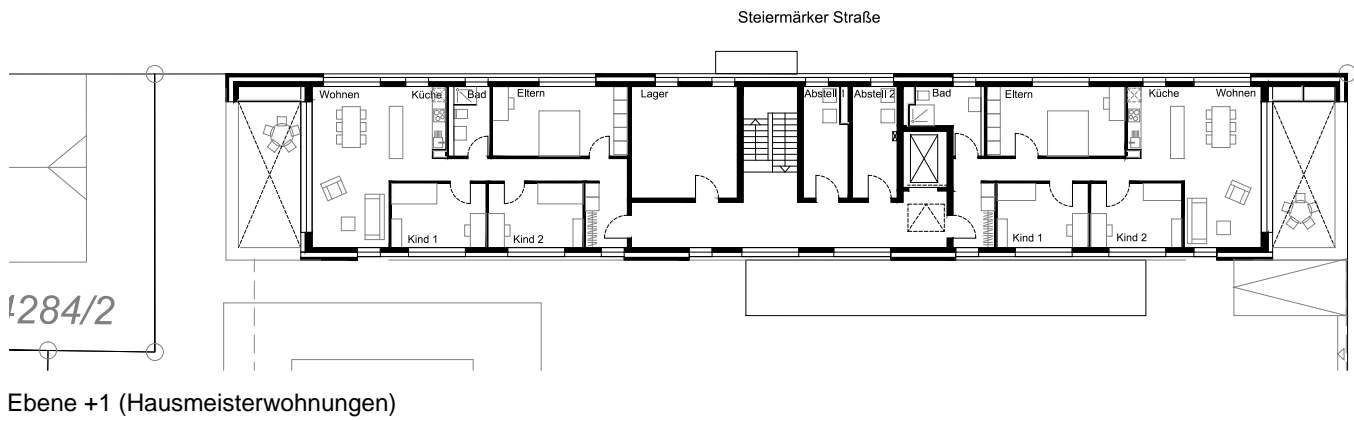 Steiermärker Straße
Wohnen Küche Bad Eltern Lager Abstell 1 Abstell 2 Bad Eltern Küche Wohnen
Kind 1 Kind 2 Kind 1 Kind 2
4284/2
Ebene +1 (Hausmeisterwohnungen)